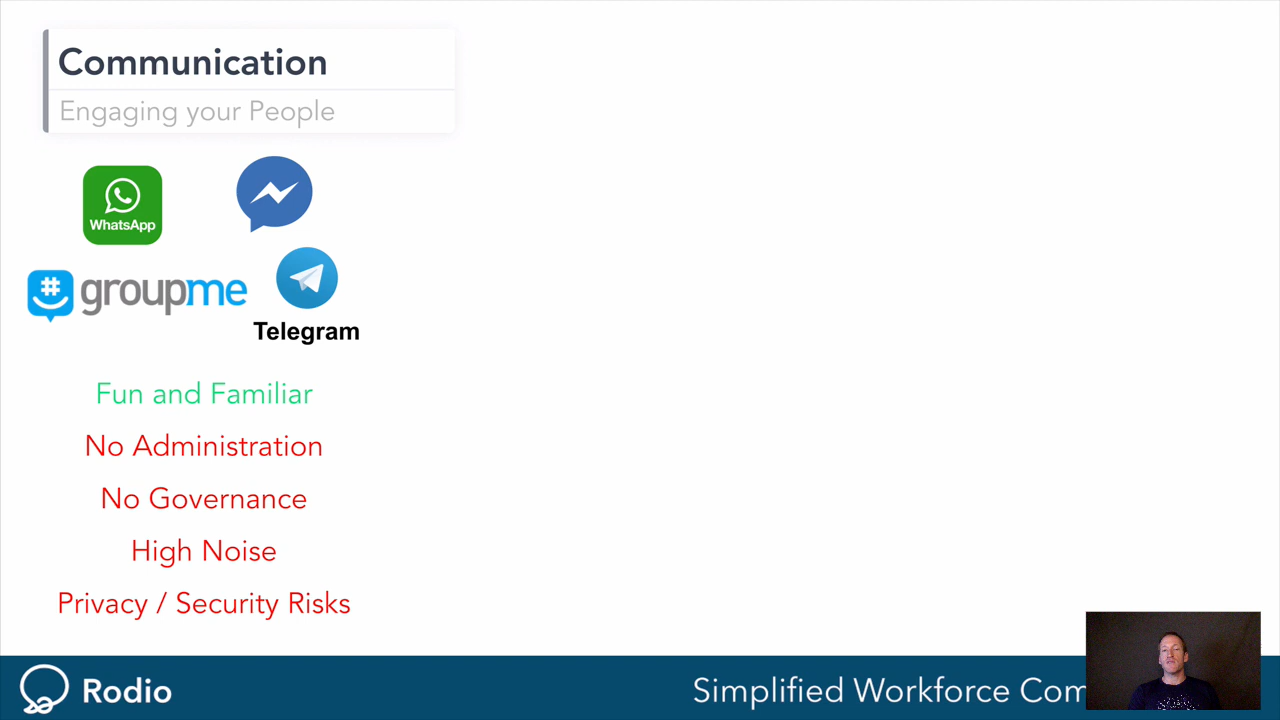 Communication
Engaging your People
WhatsApp
groupme
Telegram
Fun and Familiar
No Administration
No Governance
High Noise
Privacy / Security Risks
Rodio
Simplified Workforce Com